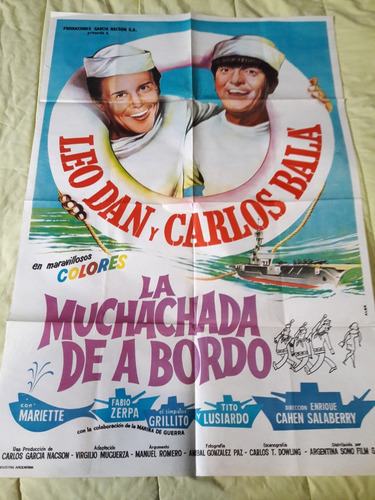 PRODUCCIONES GARCIA NACSON S.A.
presenta a
LEO DAN Y CARLOS BALA
en maravillosos
COLORES
LA
MUCHACHADA
DE A BORDO
con
MARIETTE
FABIO
ZERPA
el simpatico
GRILLITO
TITO
LUSIARDO
DIRECCION ENRIQUE
CAHEN SALABERRY
con la colaboración de la MARINA DE GUERRA
Una Producción de
CARLOS GARCIA NACSON
Adaptación
VIRGILIO MUGUERZA
Argumento
MANUEL ROMERO
Fotografía
ANIBAL GONZALEZ PAZ
Escenografía
CARLOS T. DOWLING
Distribuida por
ARGENTINA SONO FILM S
INDUSTRIA ARGENTINA